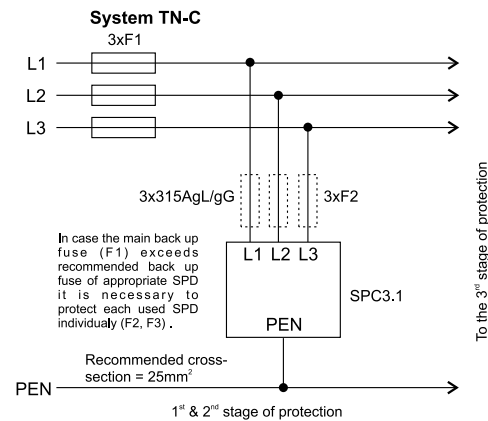 System TN-C
3xF1
L1
L2
L3
3x315AgL/gG
3xF2
In case the main back up
fuse (F1) exceeds
recommended back up
fuse of appropriate SPD
it is necessary to
protect each used SPD
individualy (F2, F3) .
L1 L2 L3
SPC3.1
PEN
To the 3rd stage of protection
Recommended cross-
section = 25mm²
PEN
1st & 2nd stage of protection